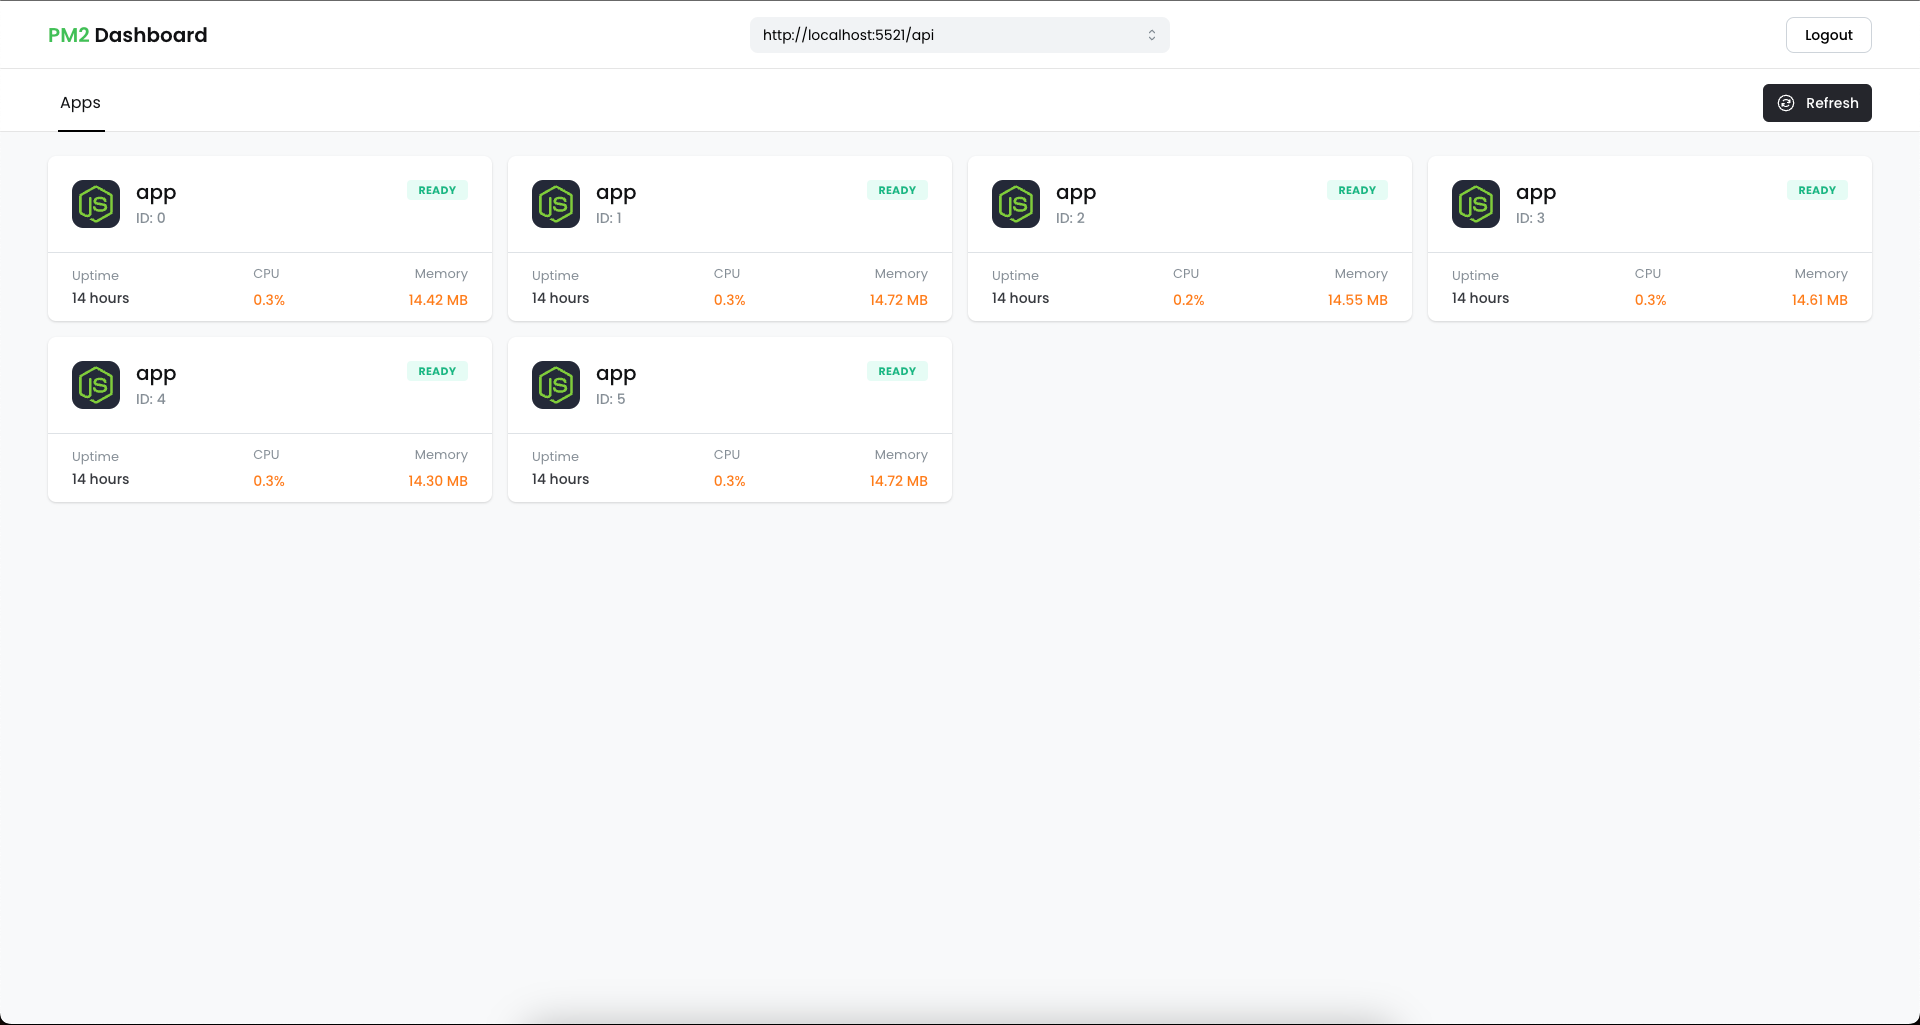 PM2 Dashboard
http://localhost:5521/api
Logout
Apps
Refresh
JS
app
READY
ID: 0
Uptime
CPU
Memory
14 hours
0.3%
14.42 MB
JS
app
READY
ID: 1
Uptime
CPU
Memory
14 hours
0.3%
14.72 MB
JS
app
READY
ID: 2
Uptime
CPU
Memory
14 hours
0.2%
14.55 MB
JS
app
READY
ID: 3
Uptime
CPU
Memory
14 hours
0.3%
14.61 MB
JS
app
READY
ID: 4
Uptime
CPU
Memory
14 hours
0.3%
14.30 MB
JS
app
READY
ID: 5
Uptime
CPU
Memory
14 hours
0.3%
14.72 MB